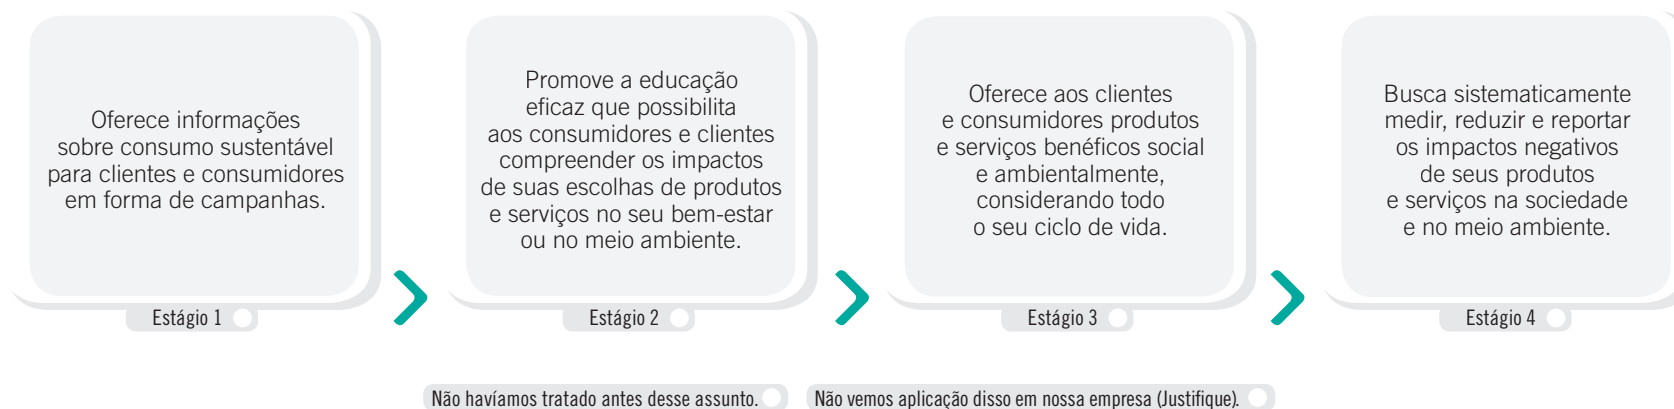 Oferece informações
sobre consumo sustentável
para clientes e consumidores
em forma de campanhas.
Estágio 1
Promove a educação
eficaz que possibilita
aos consumidores e clientes
compreender os impactos
de suas escolhas de produtos
e serviços no seu bem-estar
ou no meio ambiente.
Estágio 2
Oferece aos clientes
e consumidores produtos
e serviços benéficos social
e ambientalmente,
considerando todo
o seu ciclo de vida.
Estágio 3
Busca sistematicamente
medir, reduzir e reportar
os impactos negativos
de seus produtos
e serviços na sociedade
e no meio ambiente.
Estágio 4
Não havíamos tratado antes desse assunto.
Não vemos aplicação disso em nossa empresa (Justifique).